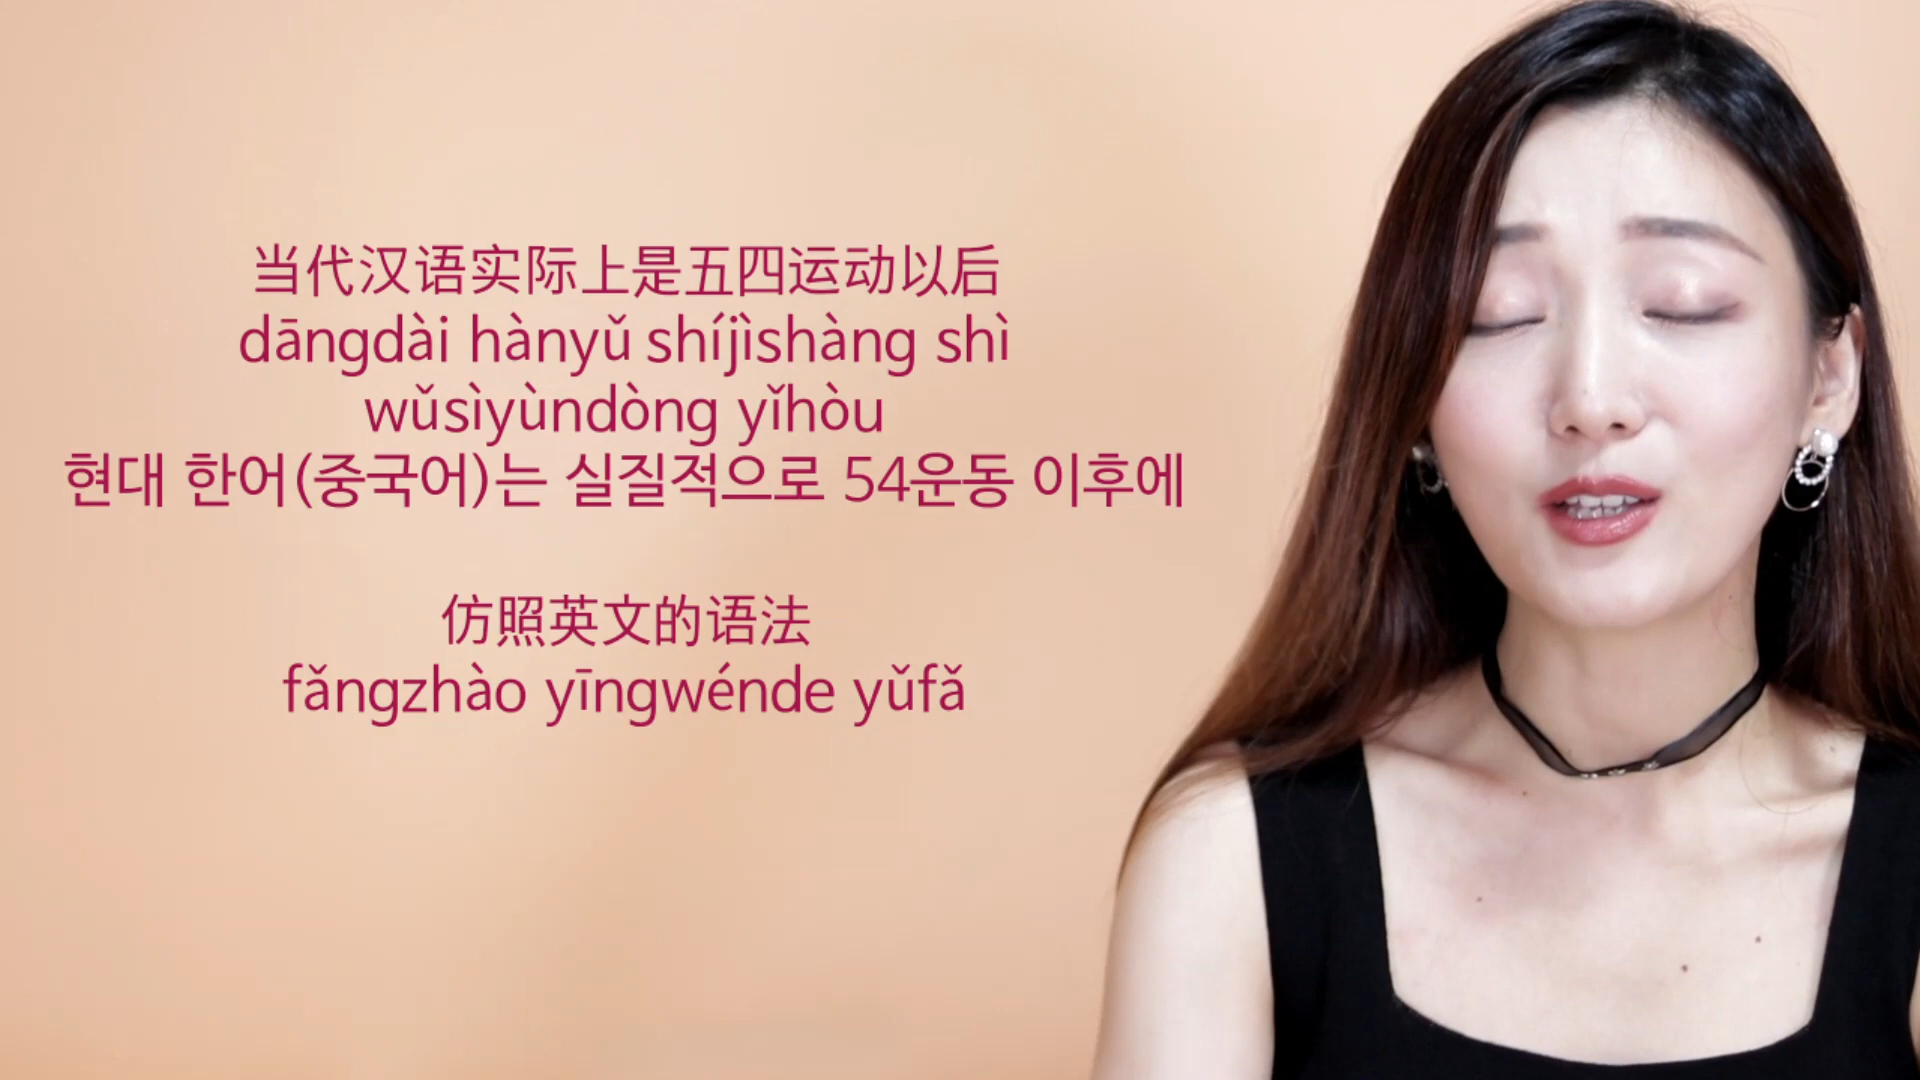 当代汉语实际上是五四运动以后
dāngdài hànyǔ shíjìshàng shì
wǔsìyùndòng yǐhòu
현대 한어(중국어)는 실질적으로 54운동 이후에
仿照英文的语法
fǎngzhào yīngwénde yǔfǎ